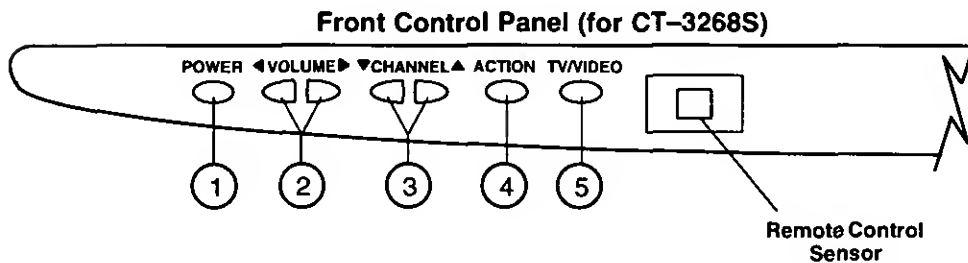 Front Control Panel (for CT–3268S)
POWER ◀VOLUME▶ ▼CHANNEL▲ ACTION TV/VIDEO
1 2 3 4 5
Remote Control
Sensor